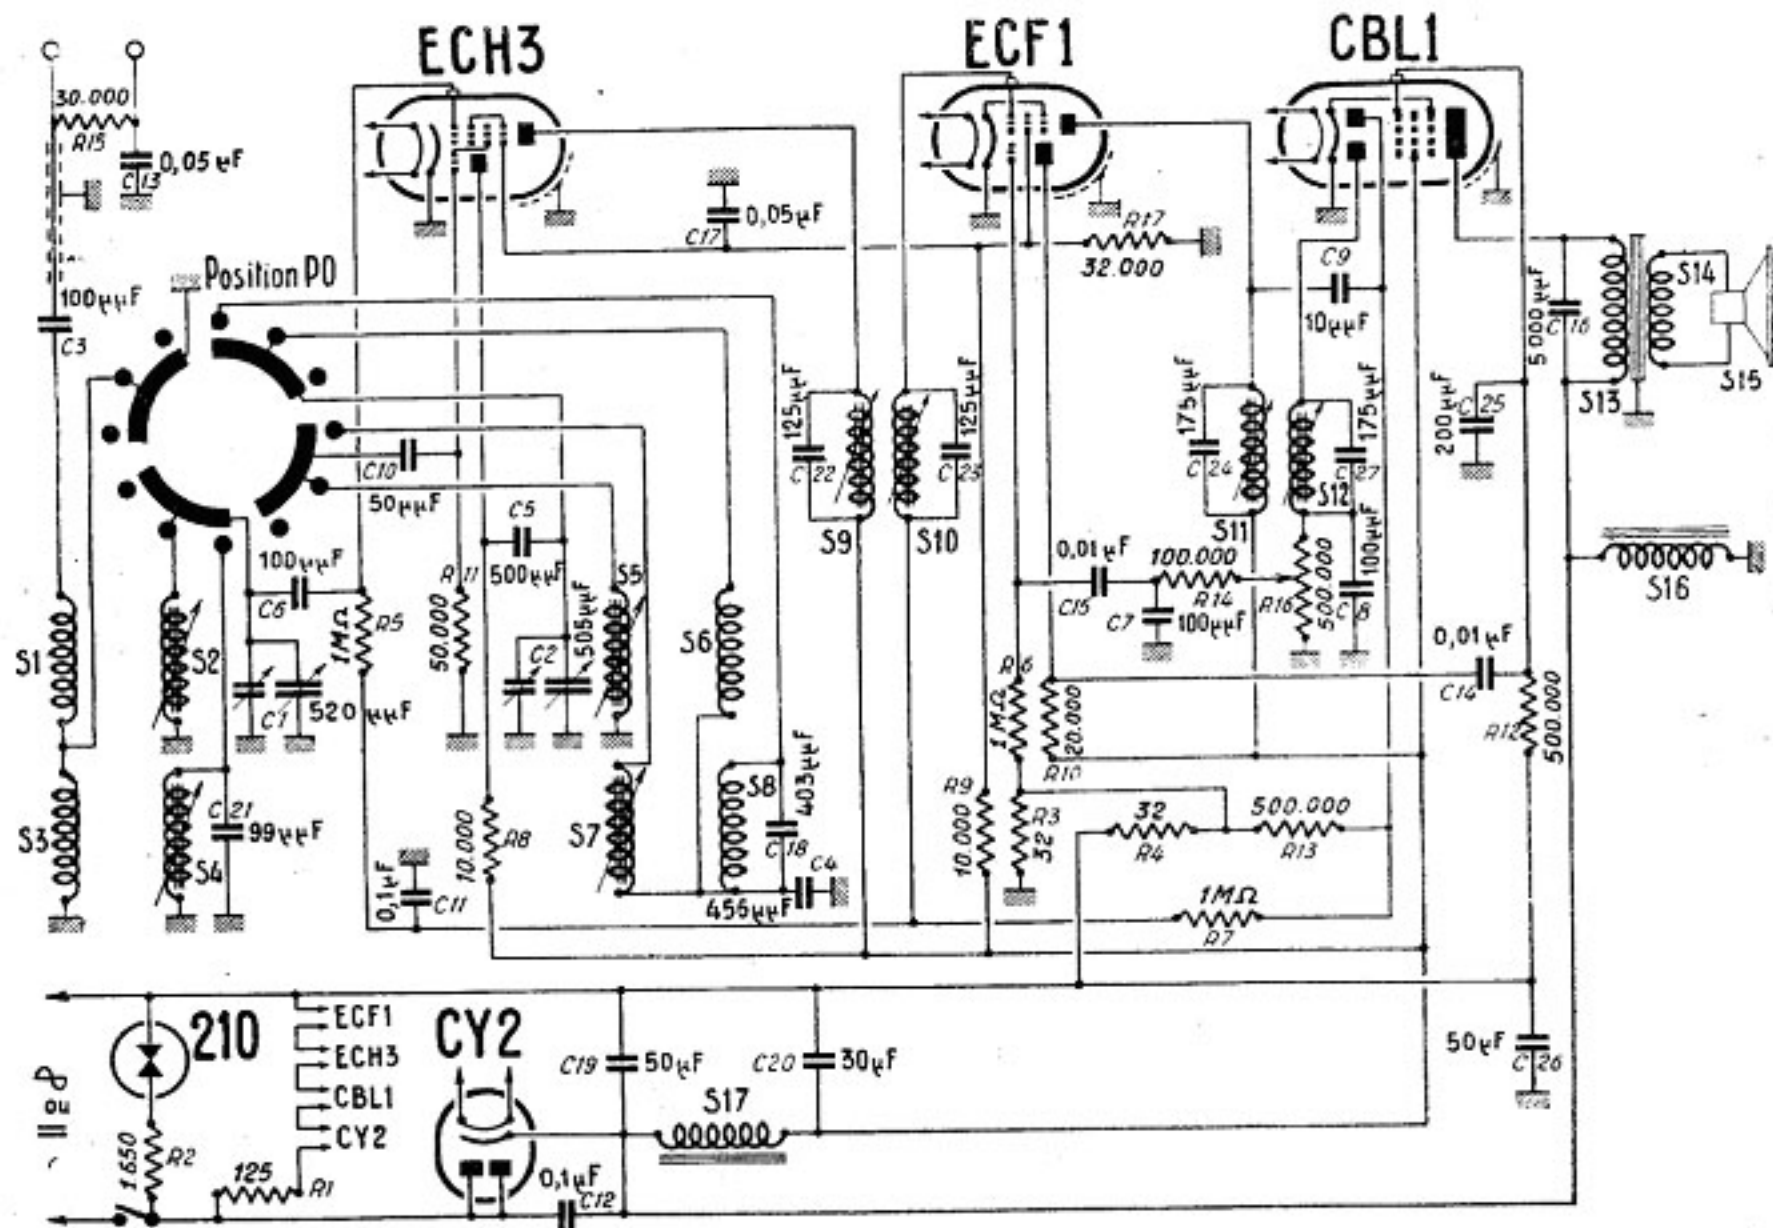 ECH3
ECF1
CBL1
30.000
R15
0,05 µF
C13
Position PO
100µµF
C3
0,05µF
C17
R17
32.000
C9
10µµF
5000µµF
C16
S14
S15
S13
200µµF
C25
C10
50µµF
125µµF
C22
S9
125µµF
C23
S10
175µµF
C24
S11
175µµF
C27
S12
100µµF
C6
R11
50.000
C5
500µµF
S5
0,01 µF
C15
100.000
R14
C7
100µµF
R16
500.000
100µµF
C8
S16
S1
S2
1MΩ
R5
C1
520 µµF
C2
505µµF
S6
R6
1MΩ
20.000
R10
0,01µF
C14
R12
500.000
S3
S4
C21
99µµF
0,1µF
C11
10.000
R8
S7
S8
403µµF
C18
C4
456µµF
R9
10.000
R3
32
32
R4
500.000
R13
1MΩ
R7
ou
210
ECF1
ECH3
CBL1
CY2
CY2
C19
50µF
C20
30µF
50µF
C26
S17
1650
R2
125
R1
0,1µF
C12